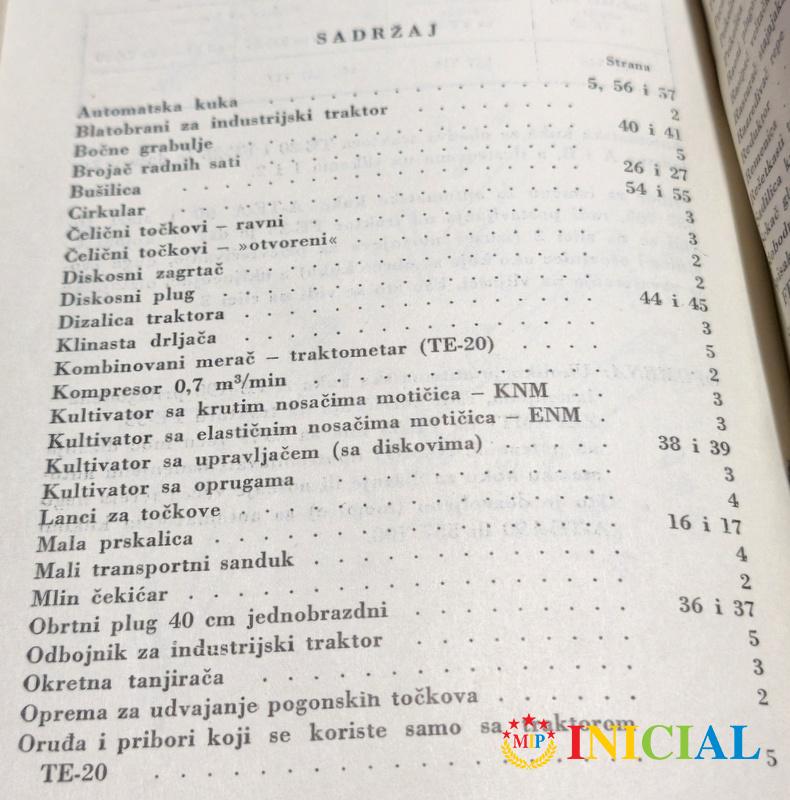 SADRŽAJ
Strana
Automatska kuka . . . . . . . . . . . . 5, 56 i 57
Blatobrani za industrijski traktor . . . . . . . 2
Bočne grabulje . . . . . . . . . . . 40 i 41
Brojač radnih sati . . . . . . . . . . . 5
Bušilica . . . . . . . . . . . . . . 26 i 27
Cirkular . . . . . . . . . . . . . . 54 i 55
Čelični točkovi – ravni . . . . . . . . . . 3
Čelični točkovi – »otvoreni« . . . . . . . . 3
Diskosni zagrtač . . . . . . . . . . . . 2
Diskosni plug . . . . . . . . . . . . . 2
Dizalica traktora . . . . . . . . . . . . 44 i 45
Klinasta drljača . . . . . . . . . . . . 3
Kombinovani merač – traktometar (TE-20) . . . . 5
Kompresor 0,7 m³/min . . . . . . . . . . 2
Kultivator sa krutim nosačima motičica – KNM . 3
Kultivator sa elastičnim nosačima motičica – ENM . 3
Kultivator sa upravljačem (sa diskovima) . . . . 38 i 39
Kultivator sa oprugama . . . . . . . . . . 3
Lanci za točkove . . . . . . . . . . . . 4
Mala prskalica . . . . . . . . . . . . . 16 i 17
Mali transportni sanduk . . . . . . . . . . 4
Mlin čekićar . . . . . . . . . . . . . . 2
Obrtni plug 40 cm jednobrazdni . . . . . . . 36 i 37
Odbojnik za industrijski traktor . . . . . . . 5
Okretna tanjirača . . . . . . . . . . . . 3
Oprema za udvajanje pogonskih točkova . . . . . 2
Oruđa i pribori koji se koriste samo sa traktorom
TE-20 . . . . . . . . . . . . . . . 5
MIP INICIAL